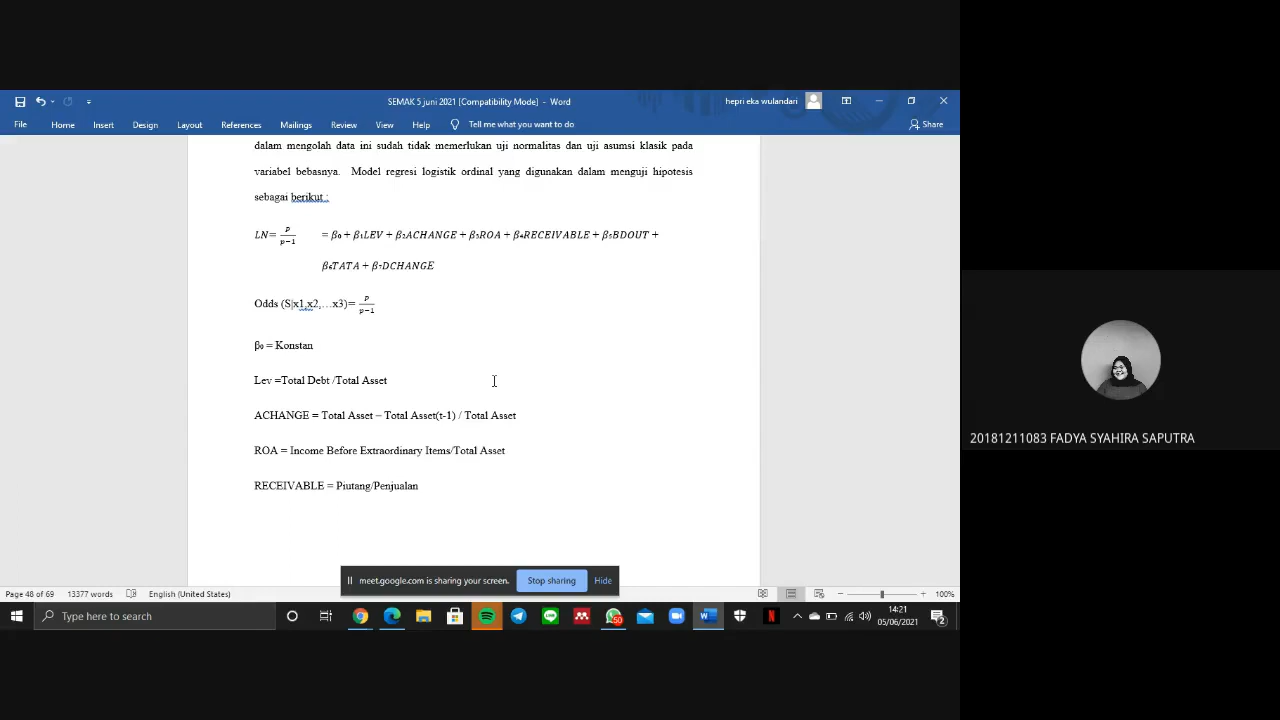 SEMAK 5 juni 2021 [Compatibility Mode] - Word
hepri eka wulandari
File Home Insert Design Layout References Mailings Review View Help Tell me what you want to do Share
dalam mengolah data ini sudah tidak memerlukan uji normalitas dan uji asumsi klasik pada
variabel bebasnya. Model regresi logistik ordinal yang digunakan dalam menguji hipotesis
sebagai berikut :
LN= p/p−1 = β₀ + β₁LEV + β₂ACHANGE + β₃ROA + β₄RECEIVABLE + β₅BDOUT +
β₆TATA + β₇DCHANGE
Odds (S|x1,x2,…x3)= p/p−1
β₀ = Konstan
Lev =Total Debt /Total Asset
ACHANGE = Total Asset – Total Asset(t-1) / Total Asset
ROA = Income Before Extraordinary Items/Total Asset
RECEIVABLE = Piutang/Penjualan
20181211083 FADYA SYAHIRA SAPUTRA
meet.google.com is sharing your screen. Stop sharing Hide
Page 48 of 69 13377 words English (United States) 100%
Type here to search
50
14:21
05/06/2021
2